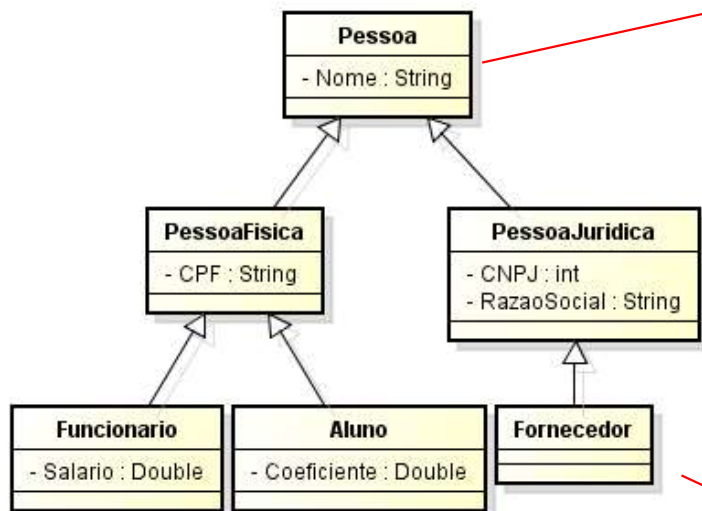 Pessoa
- Nome : String
PessoaFisica
- CPF : String
PessoaJuridica
- CNPJ : int
- RazaoSocial : String
Funcionario
- Salario : Double
Aluno
- Coeficiente : Double
Fornecedor